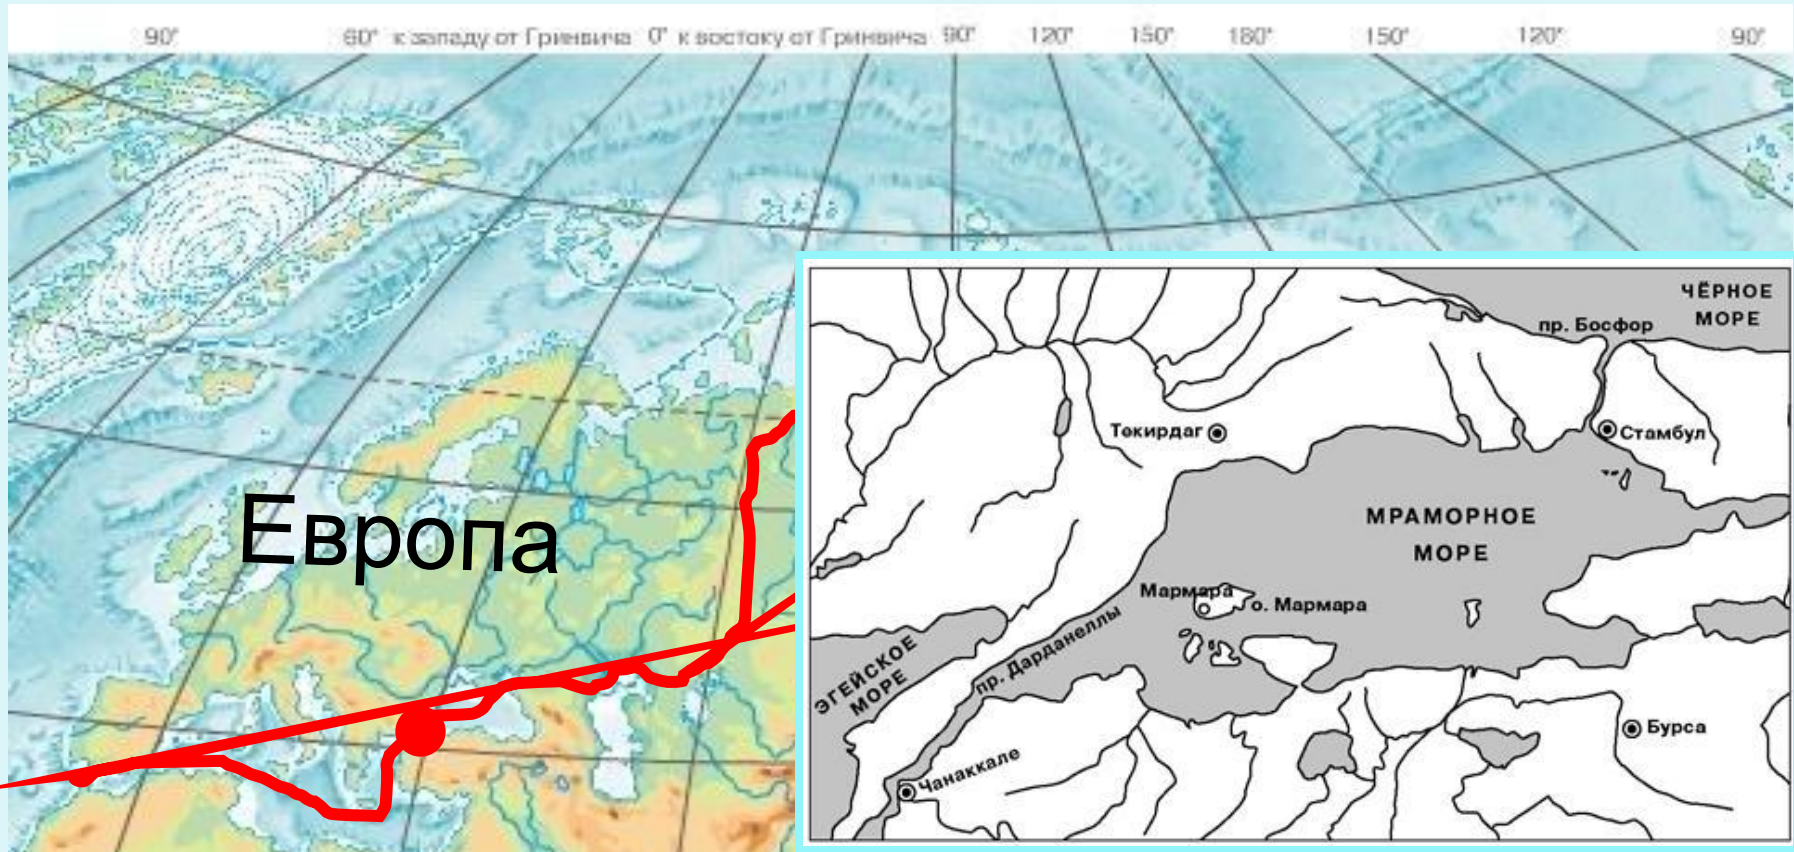 90° 60° к западу от Гринвича 0° к востоку от Гринвича 90° 120° 150° 180° 150° 120° 90°
Европа
ЧЁРНОЕ
МОРЕ
пр. Босфор
Текирдаг
Стамбул
МРАМОРНОЕ
МОРЕ
Мармара
о. Мармара
пр. Дарданеллы
ЭГЕЙСКОЕ
МОРЕ
Бурса
Чанаккале